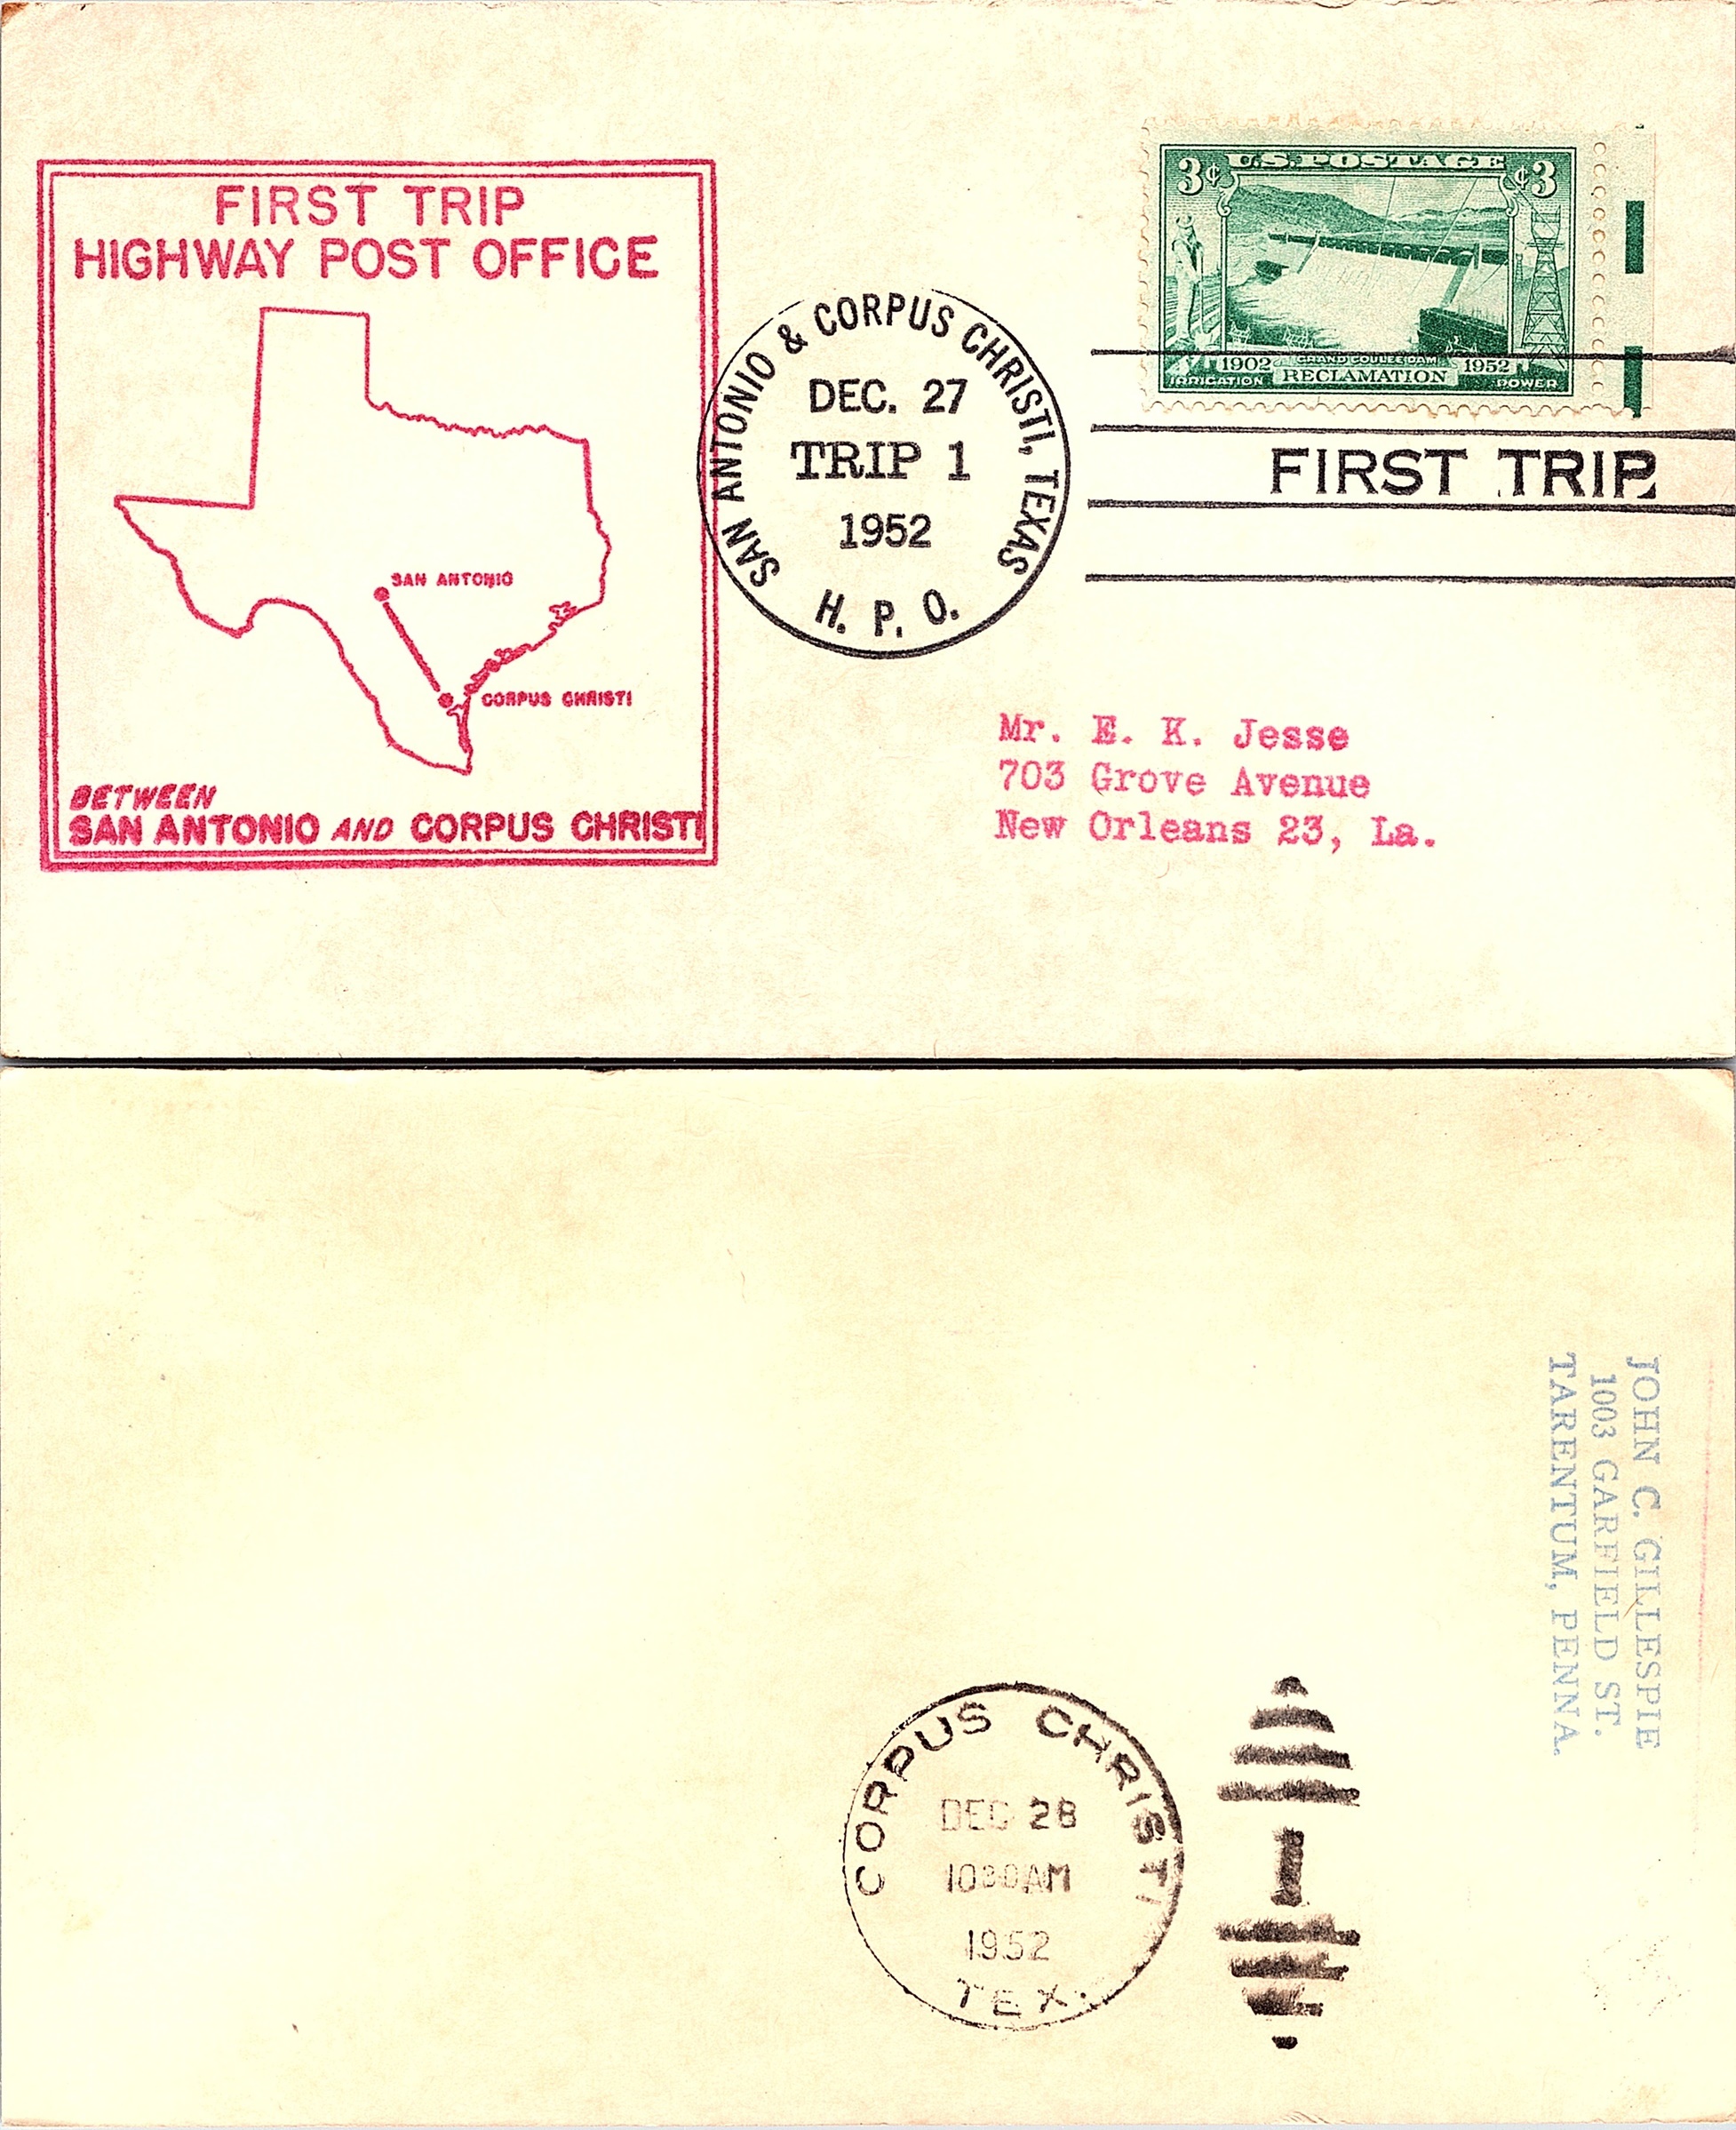 FIRST TRIP
HIGHWAY POST OFFICE
SAN ANTONIO
CORPUS CHRISTI
BETWEEN
SAN ANTONIO AND CORPUS CHRISTI
SAN ANTONIO & CORPUS CHRISTI, TEXAS
DEC. 27
TRIP 1
1952
H. P. O.
3¢ U.S. POSTAGE ¢3
1902 GRAND COULEE DAM 1952
IRRIGATION RECLAMATION POWER
FIRST TRIP
Mr. E. K. Jesse
703 Grove Avenue
New Orleans 23, La.
JOHN C. GILLESPIE
1003 GARFIELD ST.
TARENTUM, PENNA.
CORPUS CHRISTI
DEC 28
1030AM
1952
TEX.
1